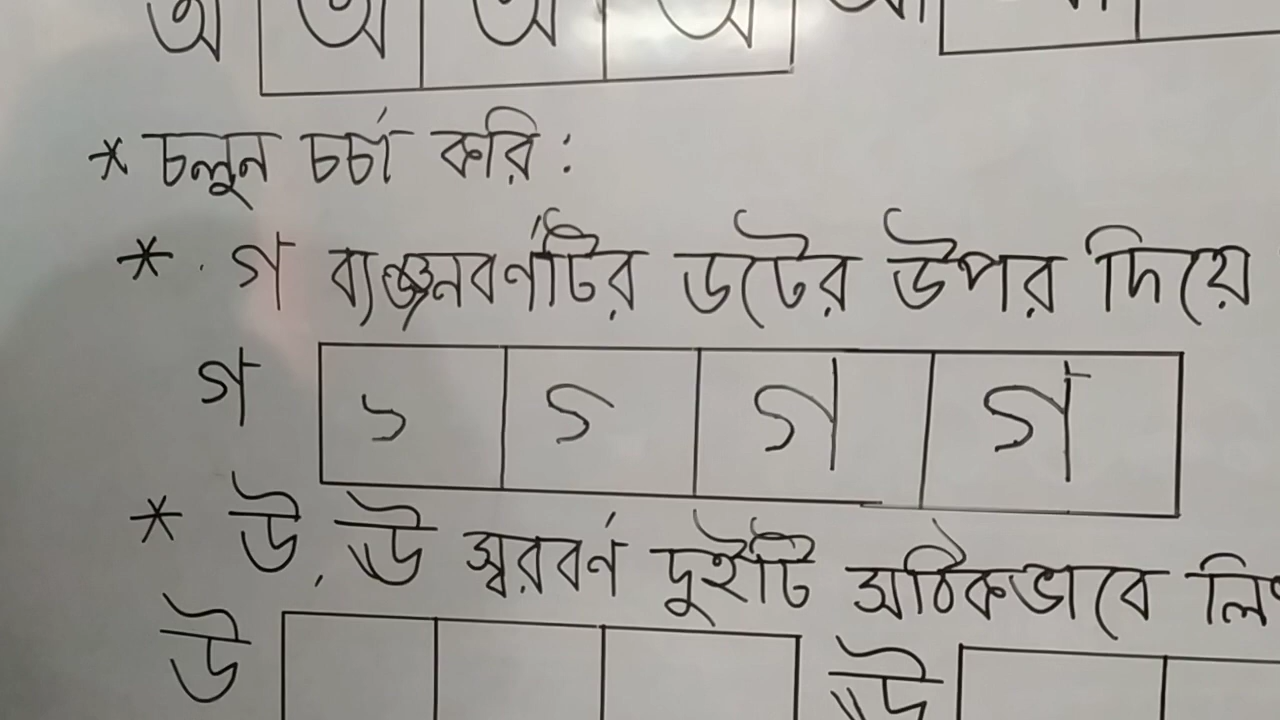 অ অ অ অ
* চলুন চর্চা করি :
* গ ব্যঞ্জনবর্ণটির ডটের উপর দিয়ে
গ গ গ
* উ, ঊ স্বরবর্ণ দুইটি সঠিকভাবে
উ ঊ